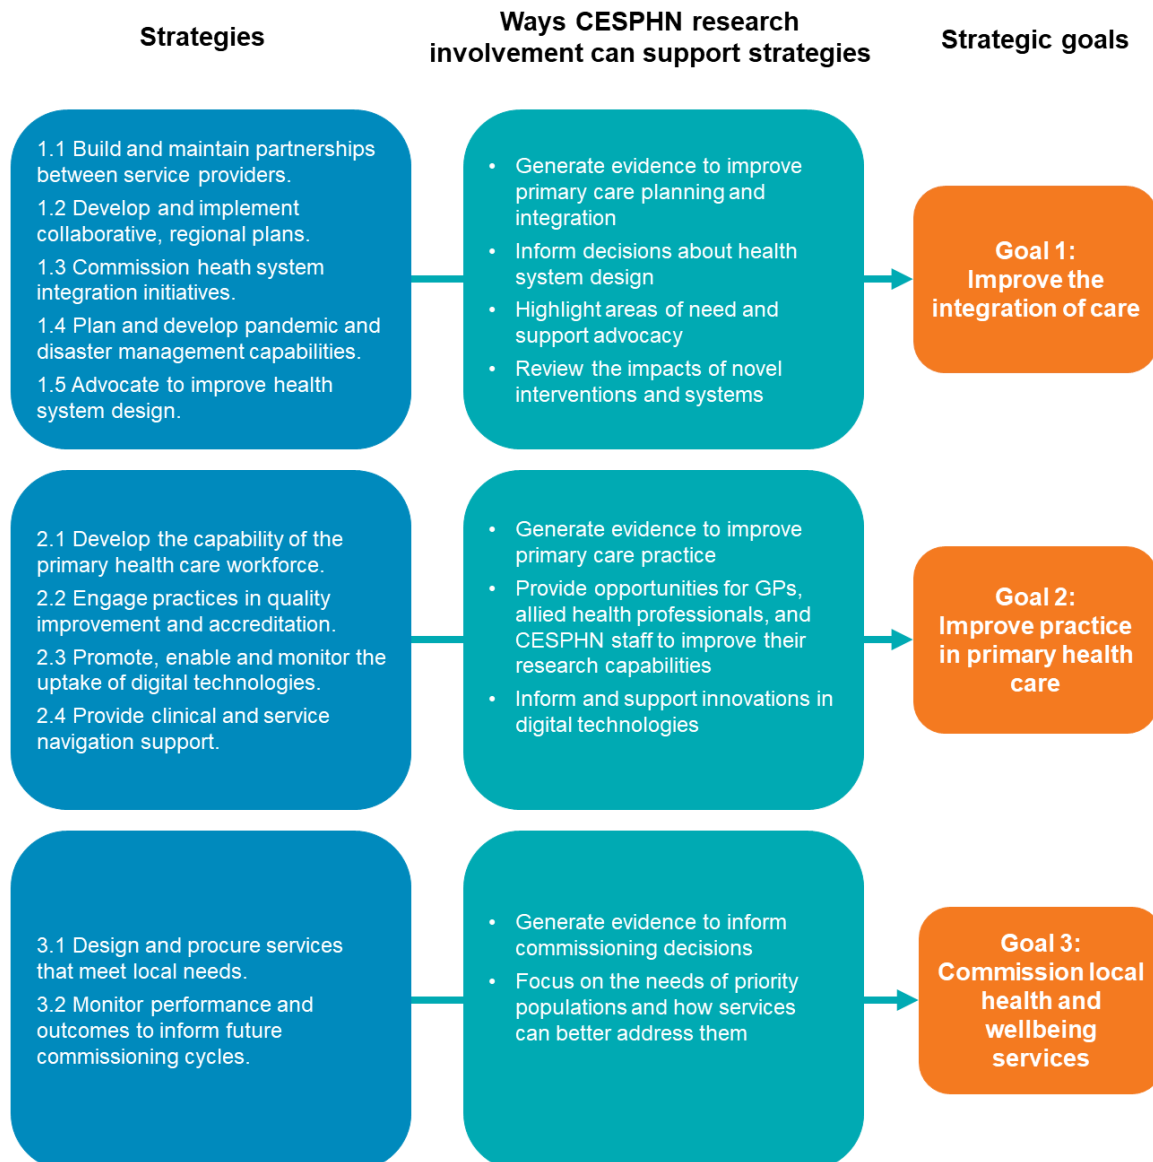 Strategies
Ways CESPHN research
involvement can support strategies
Strategic goals
1.1 Build and maintain partnerships
between service providers.
1.2 Develop and implement
collaborative, regional plans.
1.3 Commission heath system
integration initiatives.
1.4 Plan and develop pandemic and
disaster management capabilities.
1.5 Advocate to improve health
system design.
• Generate evidence to improve
primary care planning and
integration
• Inform decisions about health
system design
• Highlight areas of need and
support advocacy
• Review the impacts of novel
interventions and systems
Goal 1:
Improve the
integration of care
2.1 Develop the capability of the
primary health care workforce.
2.2 Engage practices in quality
improvement and accreditation.
2.3 Promote, enable and monitor the
uptake of digital technologies.
2.4 Provide clinical and service
navigation support.
• Generate evidence to improve
primary care practice
• Provide opportunities for GPs,
allied health professionals, and
CESPHN staff to improve their
research capabilities
• Inform and support innovations in
digital technologies
Goal 2:
Improve practice
in primary health
care
3.1 Design and procure services
that meet local needs.
3.2 Monitor performance and
outcomes to inform future
commissioning cycles.
• Generate evidence to inform
commissioning decisions
• Focus on the needs of priority
populations and how services
can better address them
Goal 3:
Commission local
health and
wellbeing
services